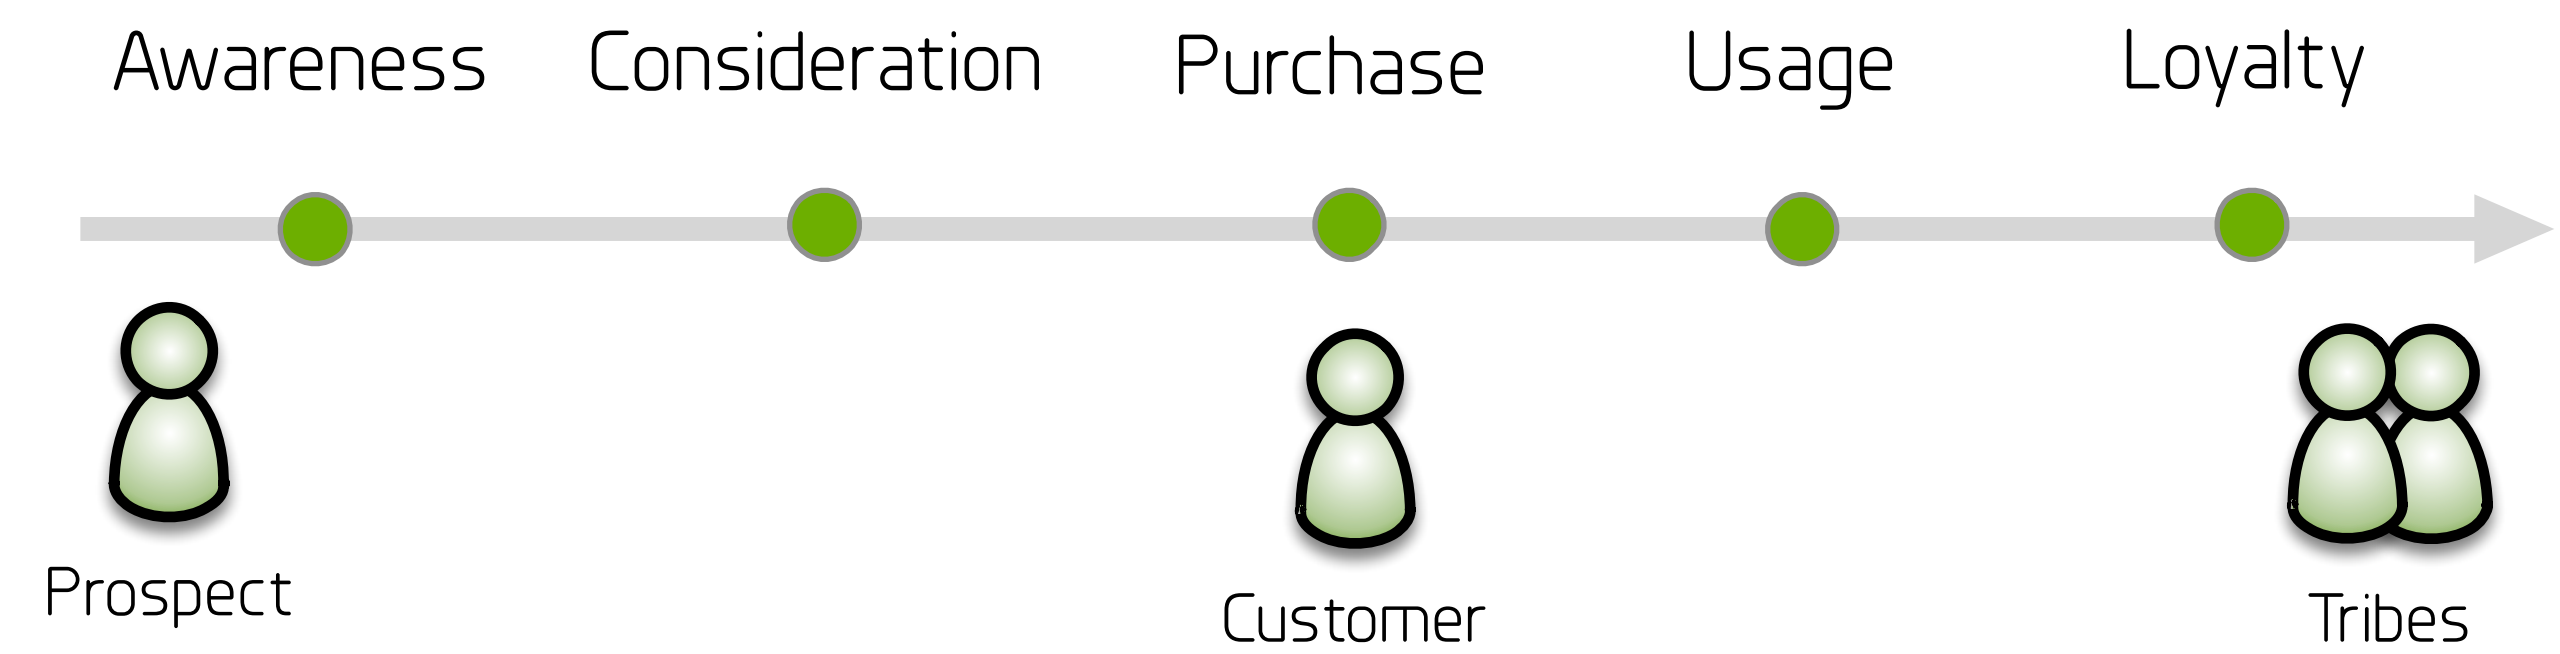 Awareness Consideration Purchase Usage Loyalty
Prospect
Customer
Tribes